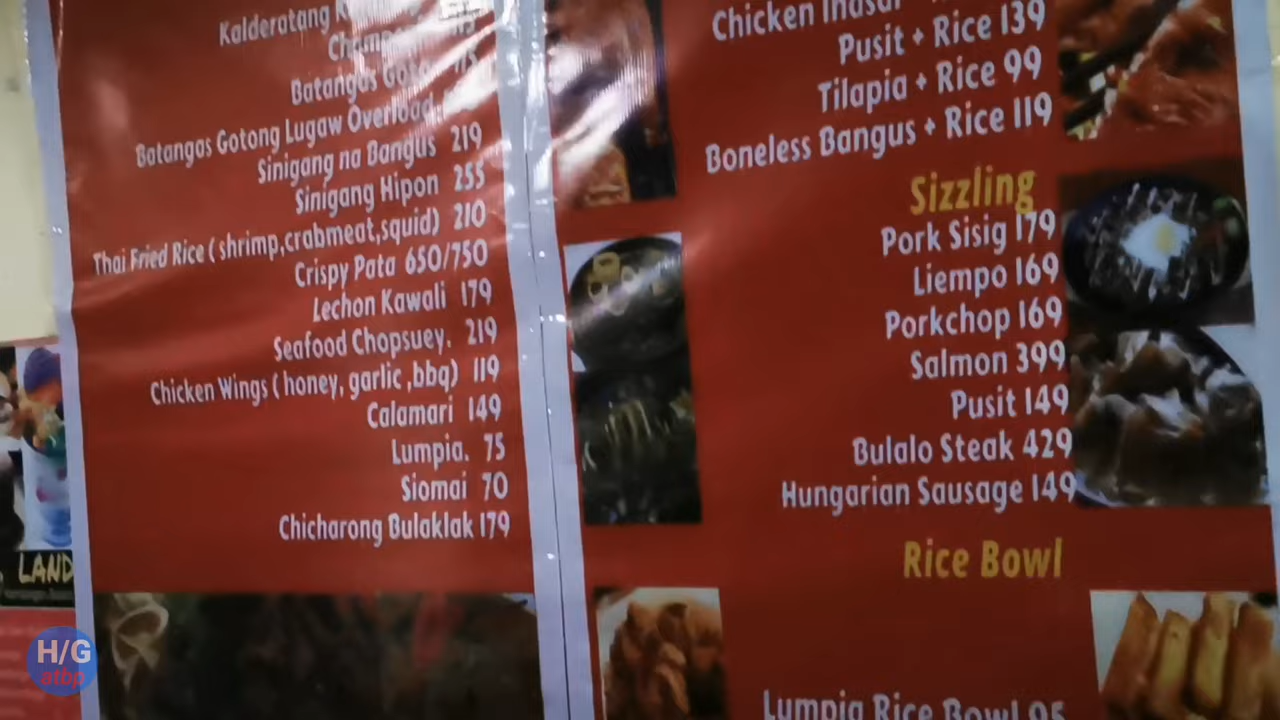 Kalderatang
Batangas
Batangas Gotong Lugaw Overload
Sinigang na Bangus 219
Sinigang Hipon 255
Thai Fried Rice ( shrimp,crabmeat,squid) 210
Crispy Pata 650/750
Lechon Kawali 179
Seafood Chopsuey. 219
Chicken Wings ( honey, garlic ,bbq) 119
Calamari 149
Lumpia. 75
Siomai 70
Chicharong Bulaklak 179
Chicken
Pusit + Rice 139
Tilapia + Rice 99
Boneless Bangus + Rice 119
Sizzling
Pork Sisig 179
Liempo 169
Porkchop 169
Salmon 399
Pusit 149
Bulalo Steak 429
Hungarian Sausage 149
Rice Bowl
Lumpia Rice Bowl 95
LAND
H/G
atbp